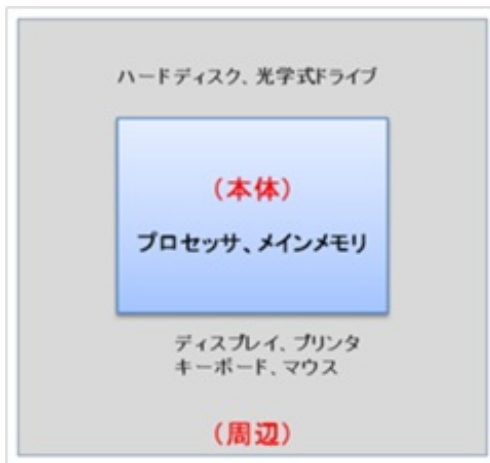 ハードディスク、光学式ドライブ
（本体）
プロセッサ、メインメモリ
ディスプレイ、プリンタ
キーボード、マウス
（周辺）